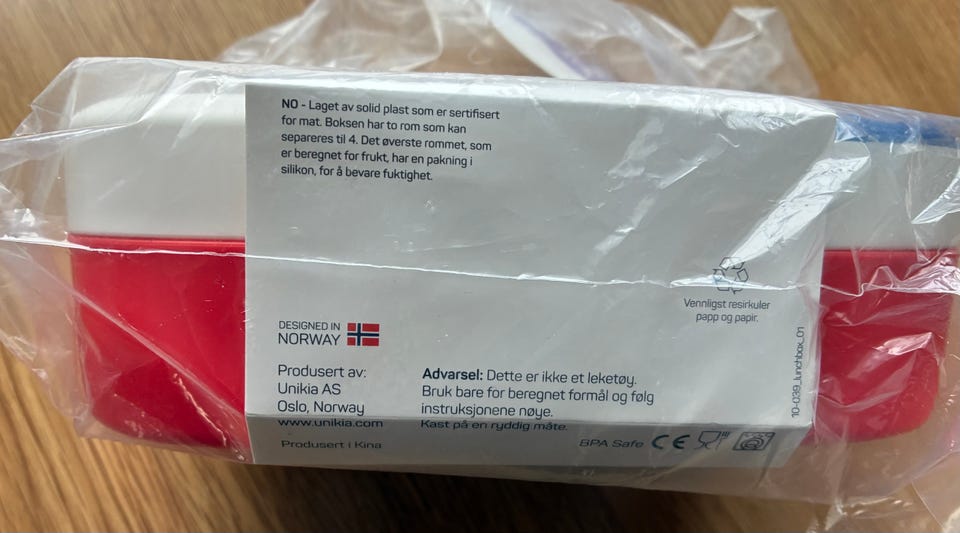 NO - Laget av solid plast som er sertifisert
for mat. Boksen har to rom som kan
separeres til 4. Det øverste rommet, som
er beregnet for frukt, har en pakning i
silikon, for å bevare fuktighet.
Vennligst resirkuler
papp og papir.
DESIGNED IN
NORWAY
Produsert av:
Unikia AS
Oslo, Norway
www.unikia.com
Produsert i Kina
Advarsel: Dette er ikke et leketøy.
Bruk bare for beregnet formål og følg
instruksjonene nøye.
Kast på en ryddig måte.
BPA Safe CE
10-039_lunchbox_01